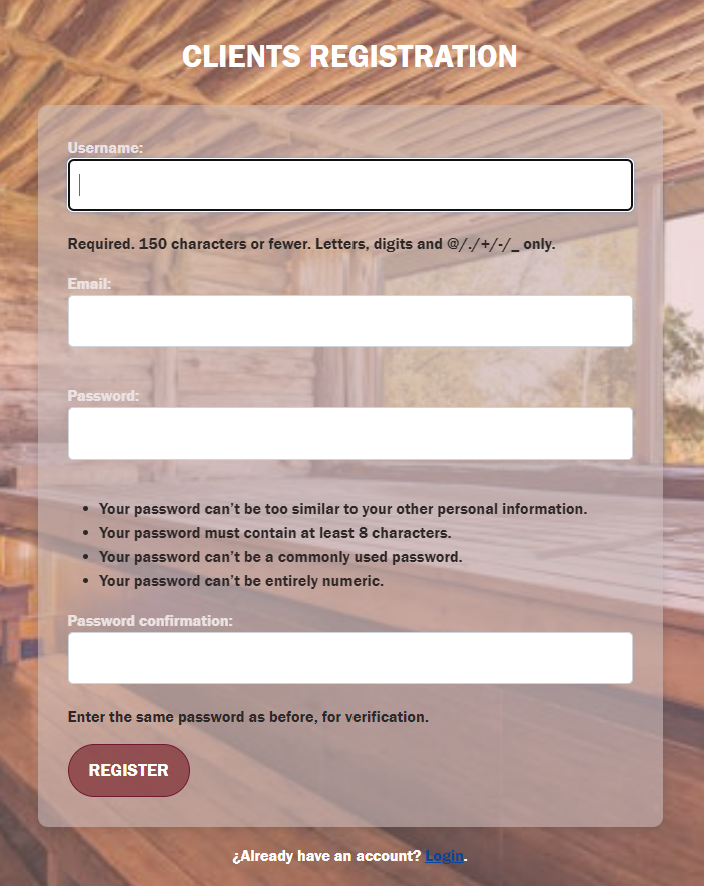 CLIENTS REGISTRATION
Username:
Required. 150 characters or fewer. Letters, digits and @/./+/-/_ only.
Email:
Password:
• Your password can’t be too similar to your other personal information.
• Your password must contain at least 8 characters.
• Your password can’t be a commonly used password.
• Your password can’t be entirely numeric.
Password confirmation:
Enter the same password as before, for verification.
REGISTER
¿Already have an account? Login.